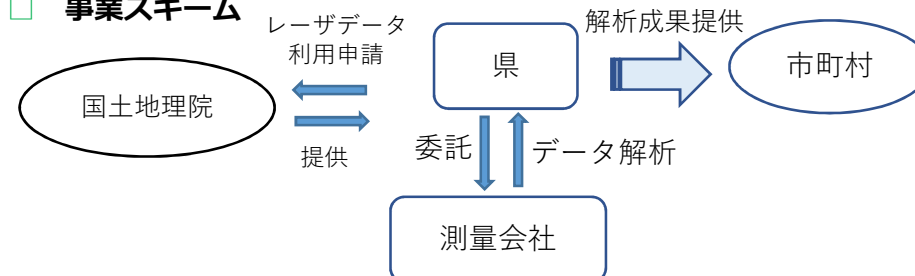 事業スキーム
レーザデータ
利用申請
解析成果提供
県
市町村
国土地理院
提供
委託
データ解析
測量会社